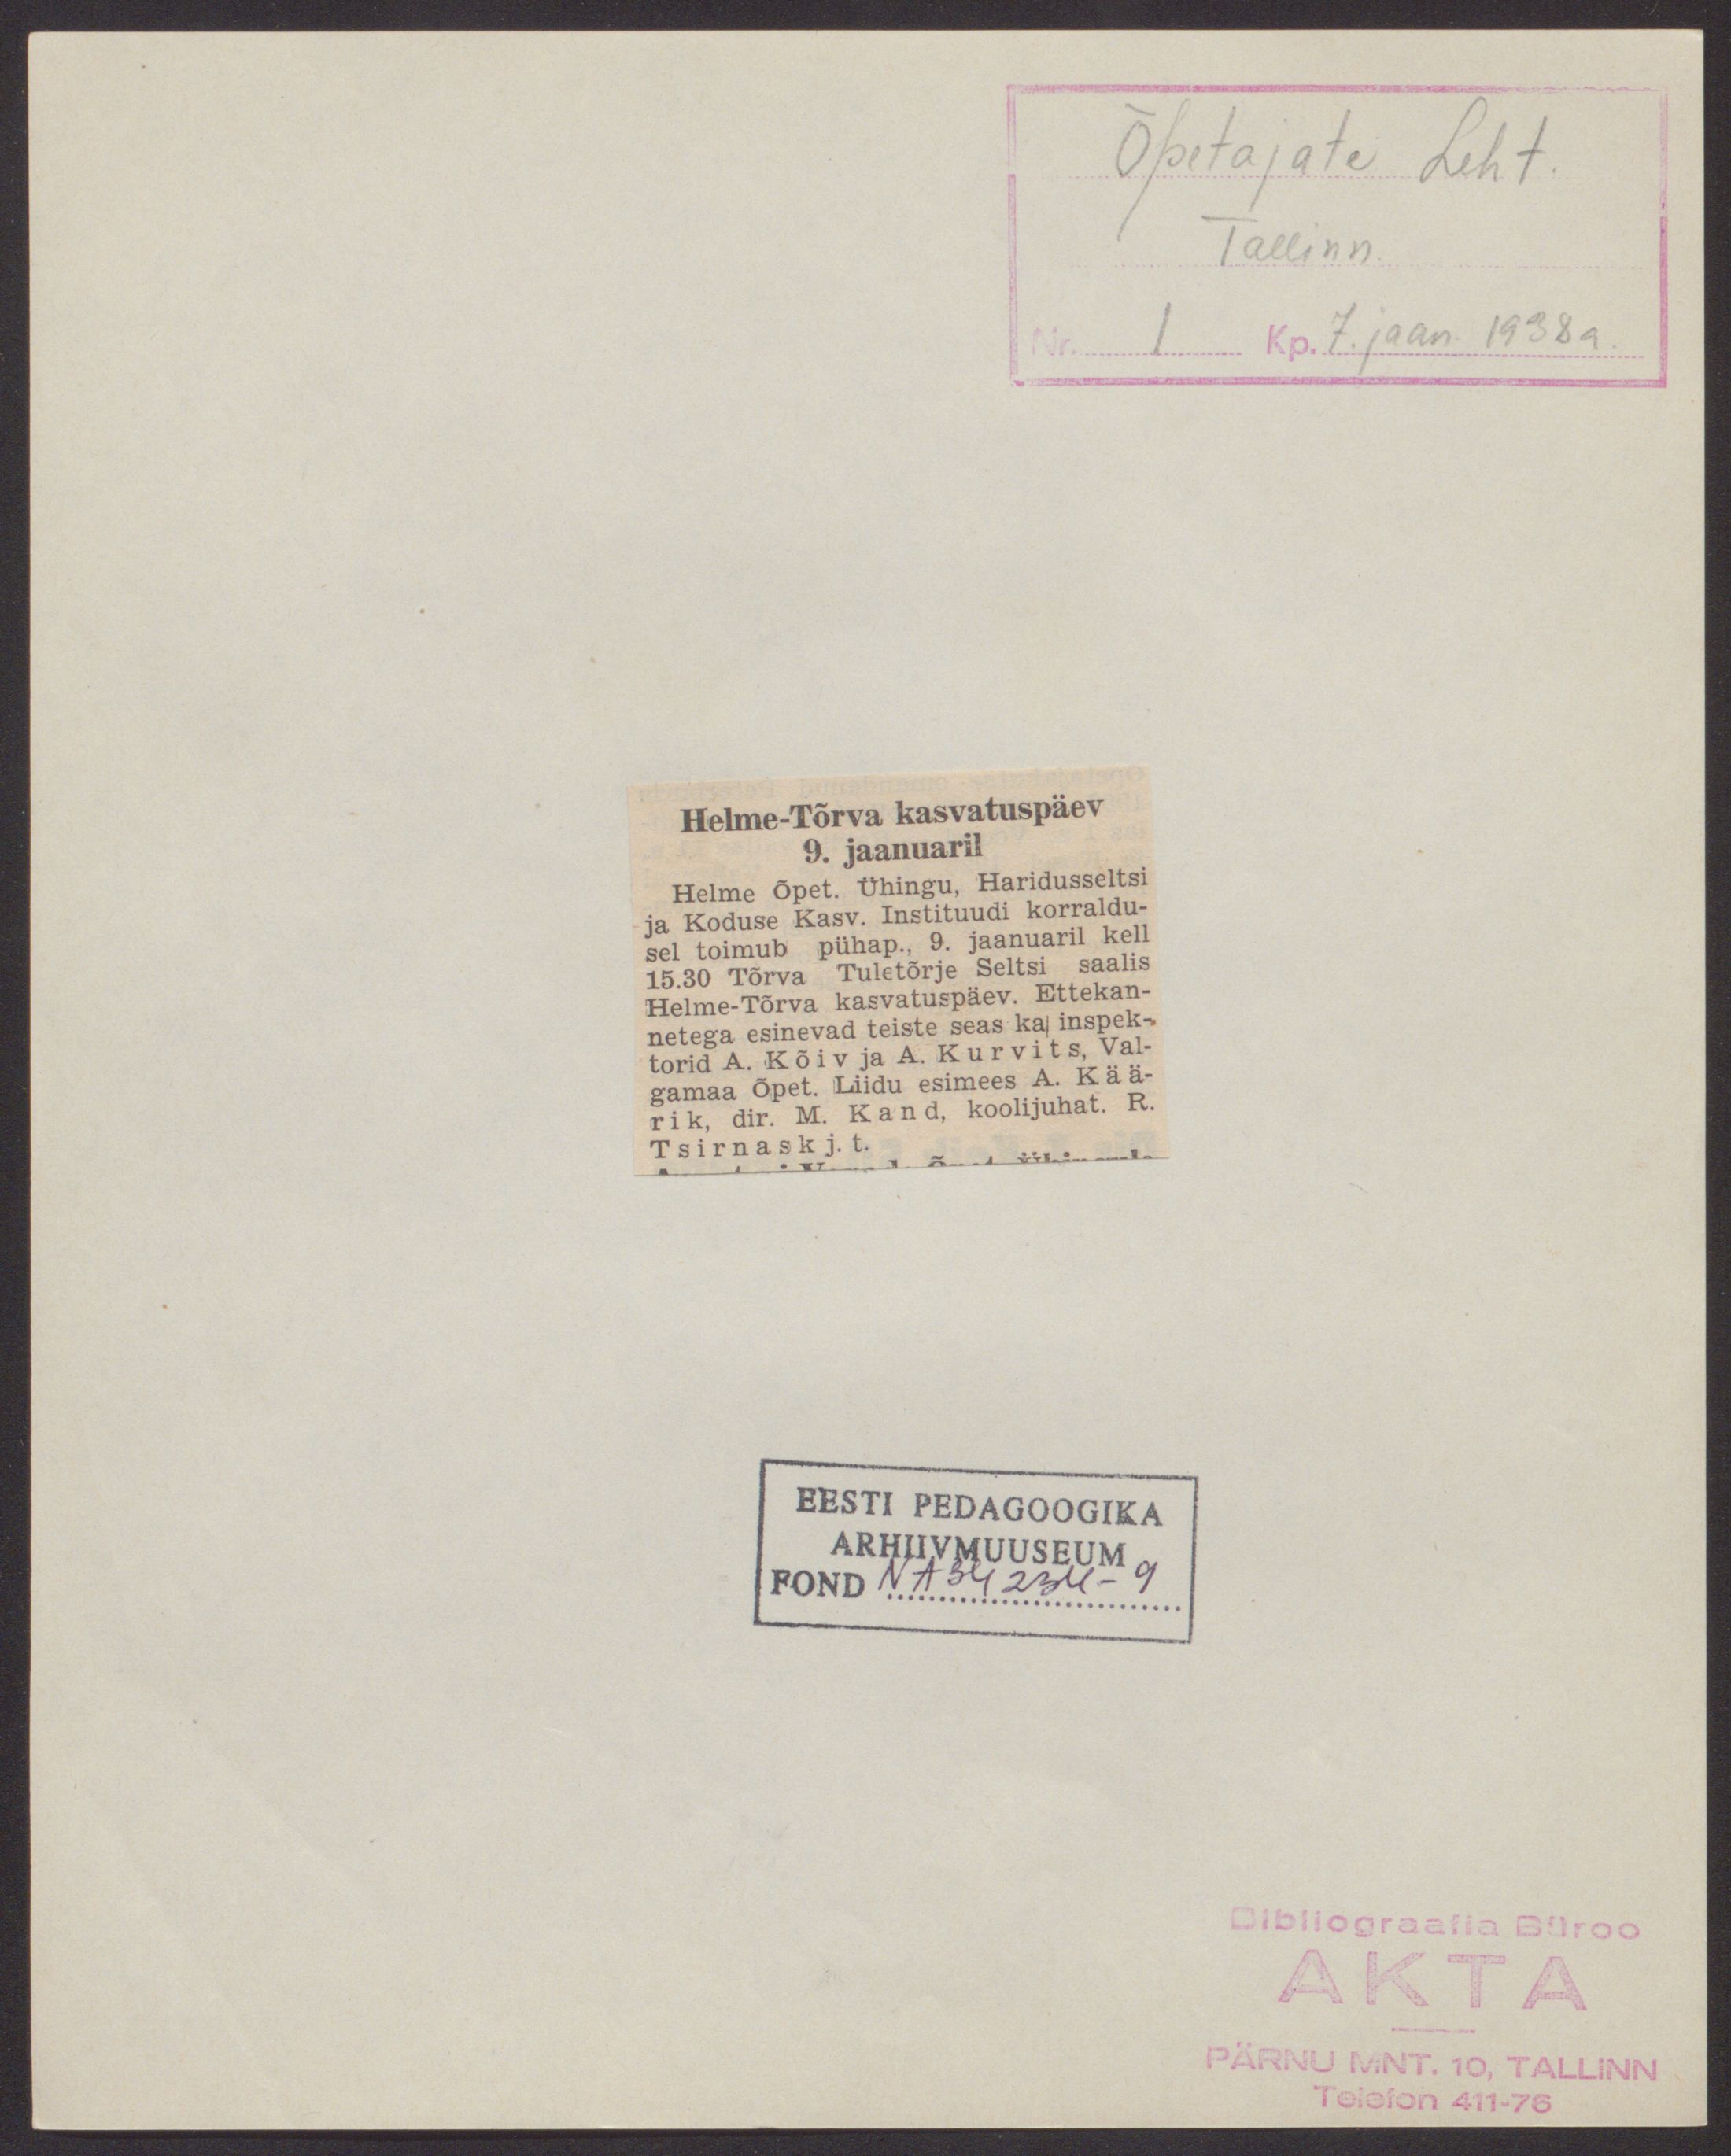 Õpetajate Leht.
Tallinn.
Nr. 1 Kp. 7. jaan 1938a.
Helme-Tõrva kasvatuspäev
9. jaanuaril
Helme Õpet. Ühingu, Haridusseltsi
ja Koduse Kasv. Instituudi korraldu-
sel toimub pühap., 9. jaanuaril kell
15.30 Tõrva Tuletõrje Seltsi saalis
Helme-Tõrva kasvatuspäev. Ettekan-
netega esinevad teiste seas ka inspek-
torid A. Kõiv ja A. Kurvits, Val-
gamaa Õpet. Liidu esimees A. Kää-
rik, dir. M. Kand, koolijuhat. R.
Tsirnask j. t.
EESTI PEDAGOOGIKA
ARHIIVMUUSEUM
FOND
Bibliograafia Büroo
AKTA
PÄRNU MNT. 10, TALLINN
Telefon 411-76